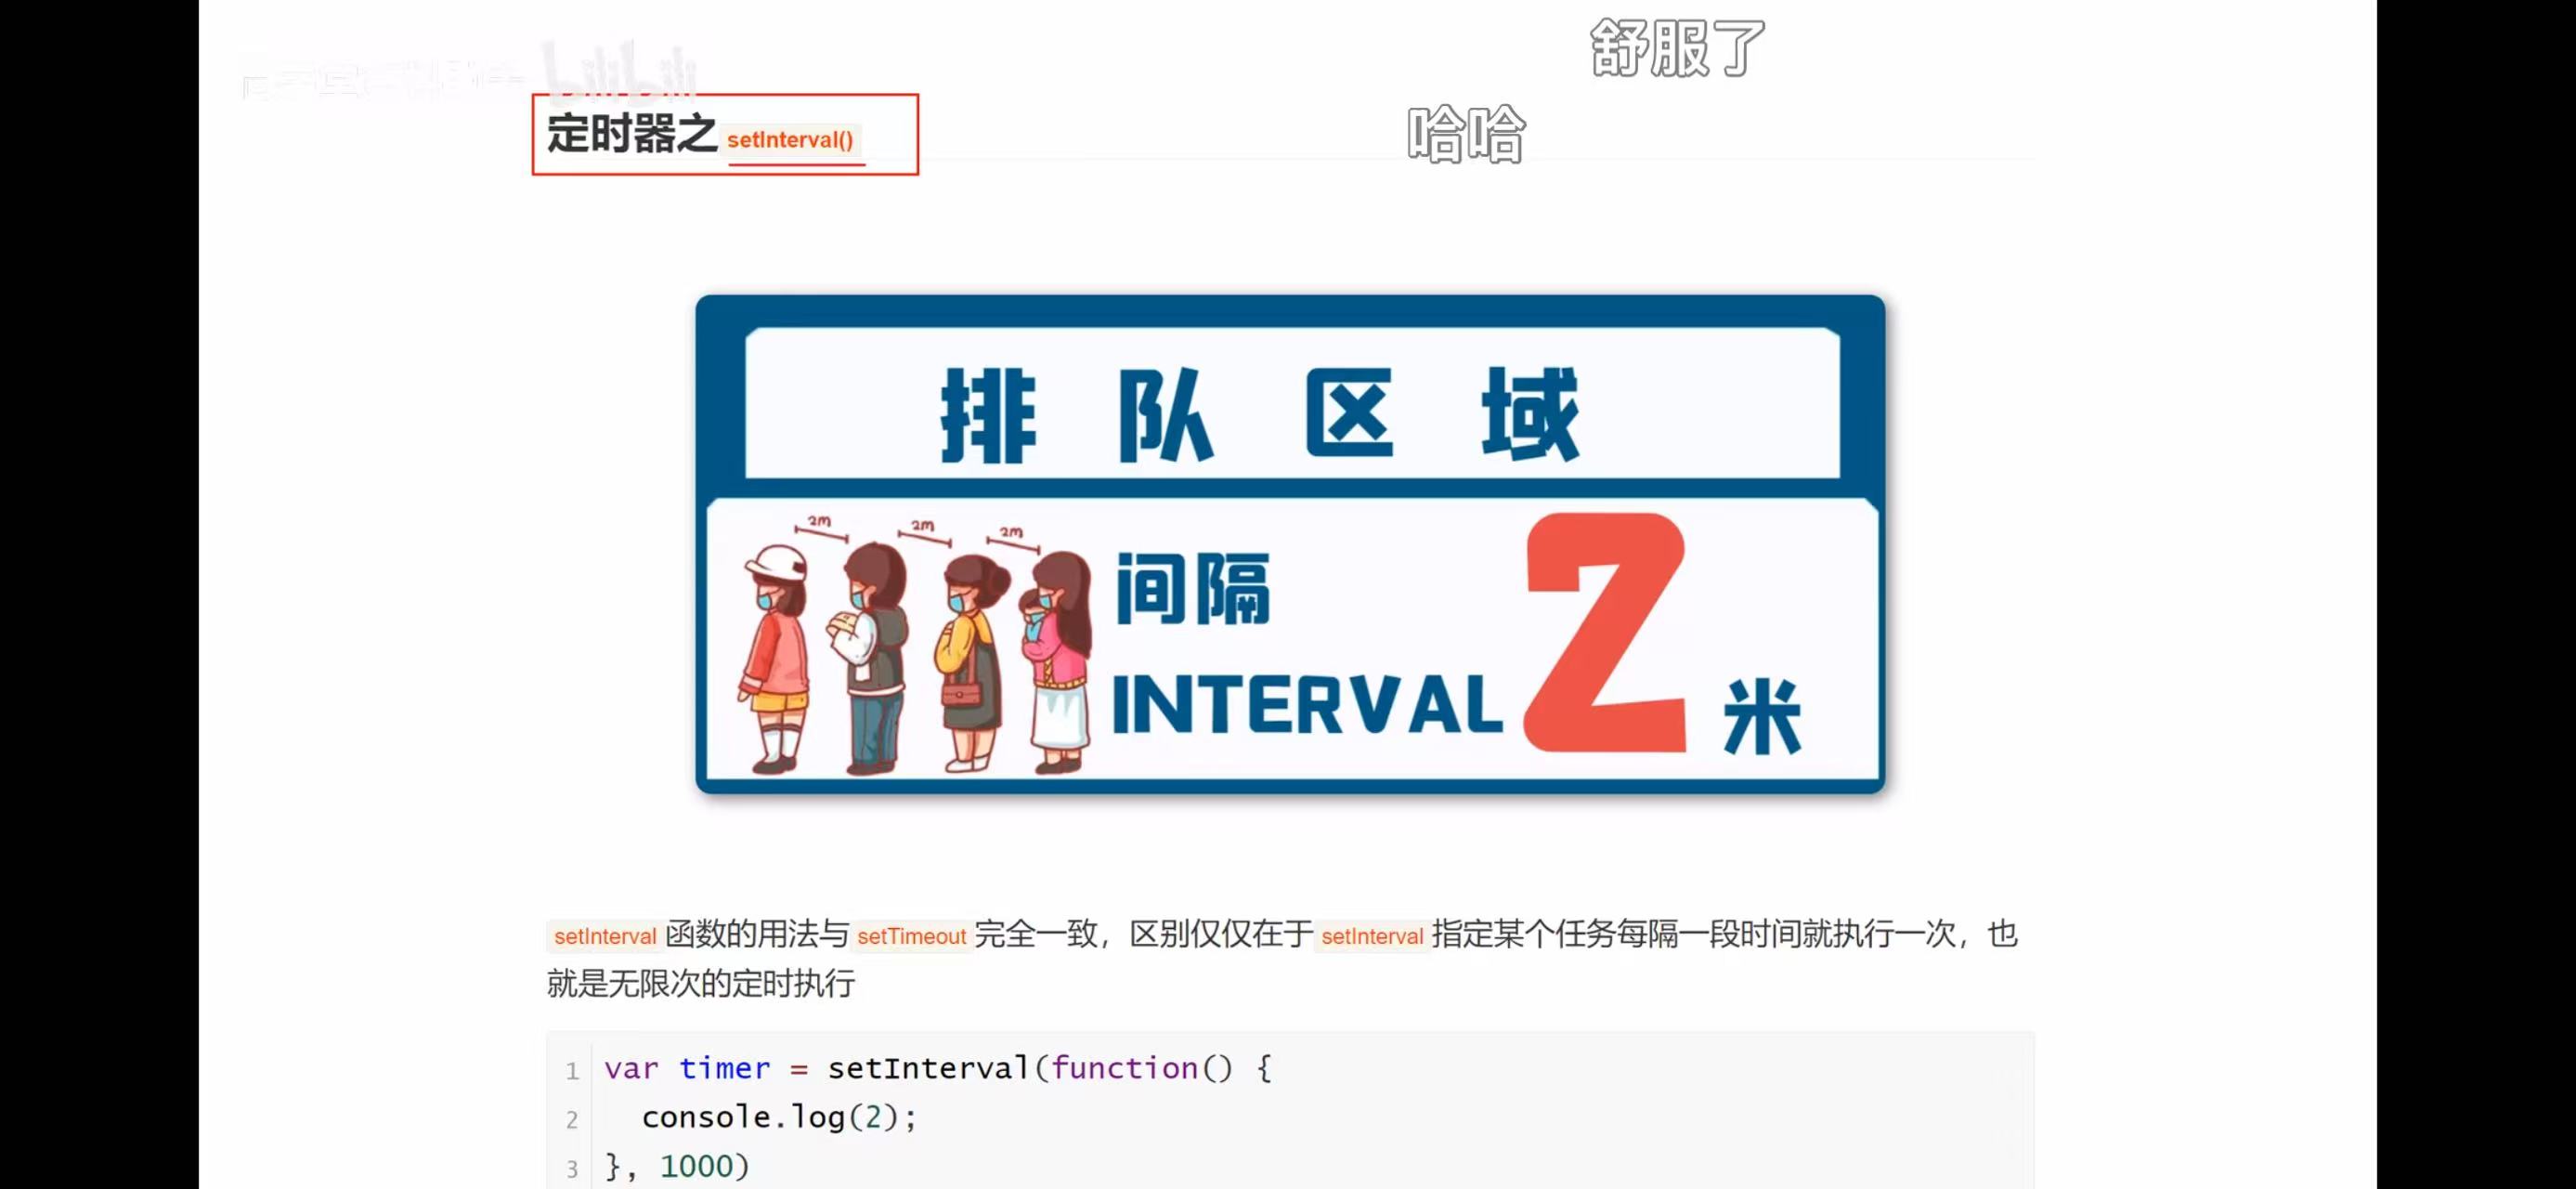 舒服了
bilibili
定时器之 setInterval()
哈哈
排队区域
2m 2m 2m
间隔
INTERVAL 2 米
setInterval 函数的用法与 setTimeout 完全一致，区别仅仅在于 setInterval 指定某个任务每隔一段时间就执行一次，也
就是无限次的定时执行
1 var timer = setInterval(function() {
2 console.log(2);
3 }, 1000)